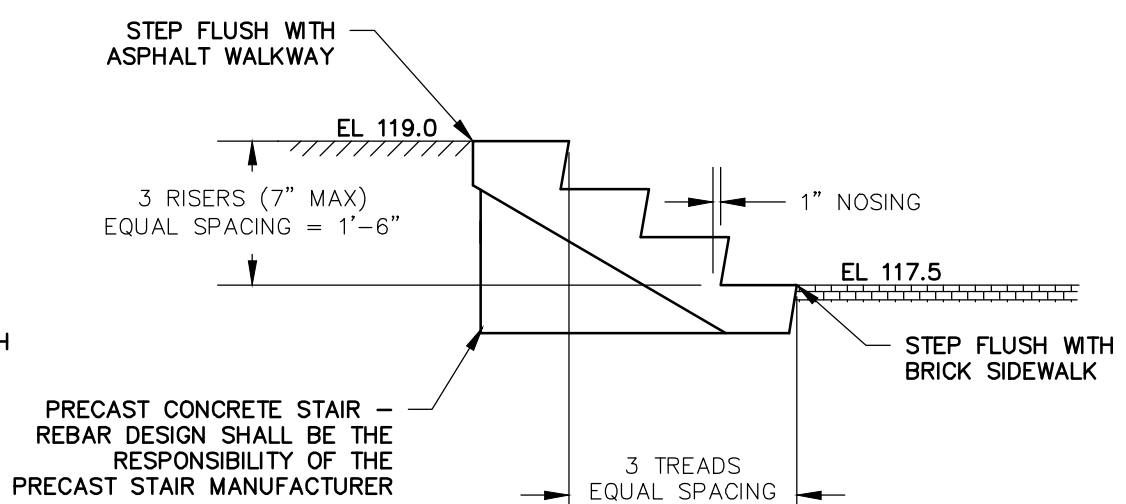 STEP FLUSH WITH
ASPHALT WALKWAY
EL 119.0
3 RISERS (7" MAX)
EQUAL SPACING = 1'-6"
1" NOSING
EL 117.5
H
STEP FLUSH WITH
BRICK SIDEWALK
PRECAST CONCRETE STAIR –
REBAR DESIGN SHALL BE THE
RESPONSIBILITY OF THE
PRECAST STAIR MANUFACTURER
3 TREADS
EQUAL SPACING